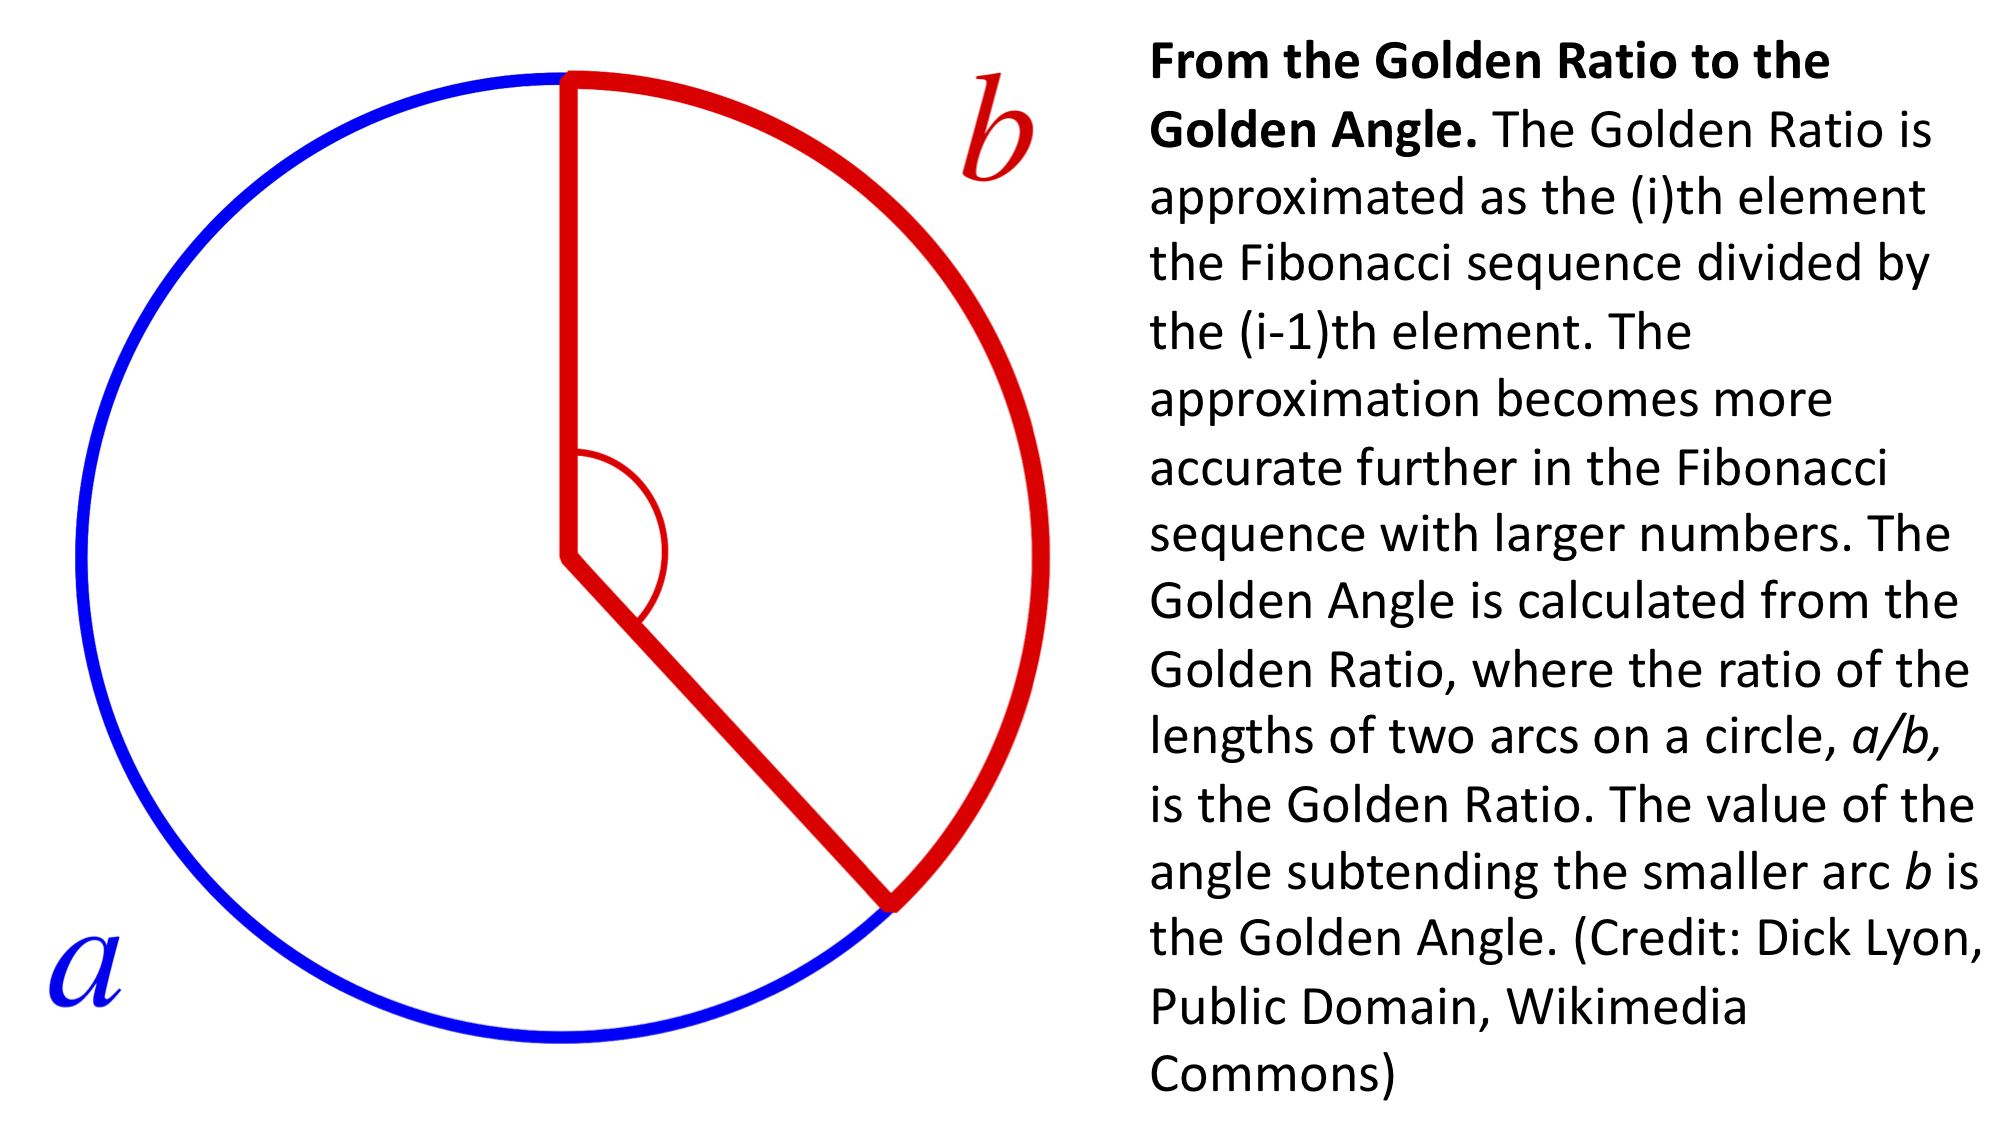 b
a
From the Golden Ratio to the
Golden Angle. The Golden Ratio is
approximated as the (i)th element
the Fibonacci sequence divided by
the (i-1)th element. The
approximation becomes more
accurate further in the Fibonacci
sequence with larger numbers. The
Golden Angle is calculated from the
Golden Ratio, where the ratio of the
lengths of two arcs on a circle, a/b,
is the Golden Ratio. The value of the
angle subtending the smaller arc b is
the Golden Angle. (Credit: Dick Lyon,
Public Domain, Wikimedia
Commons)